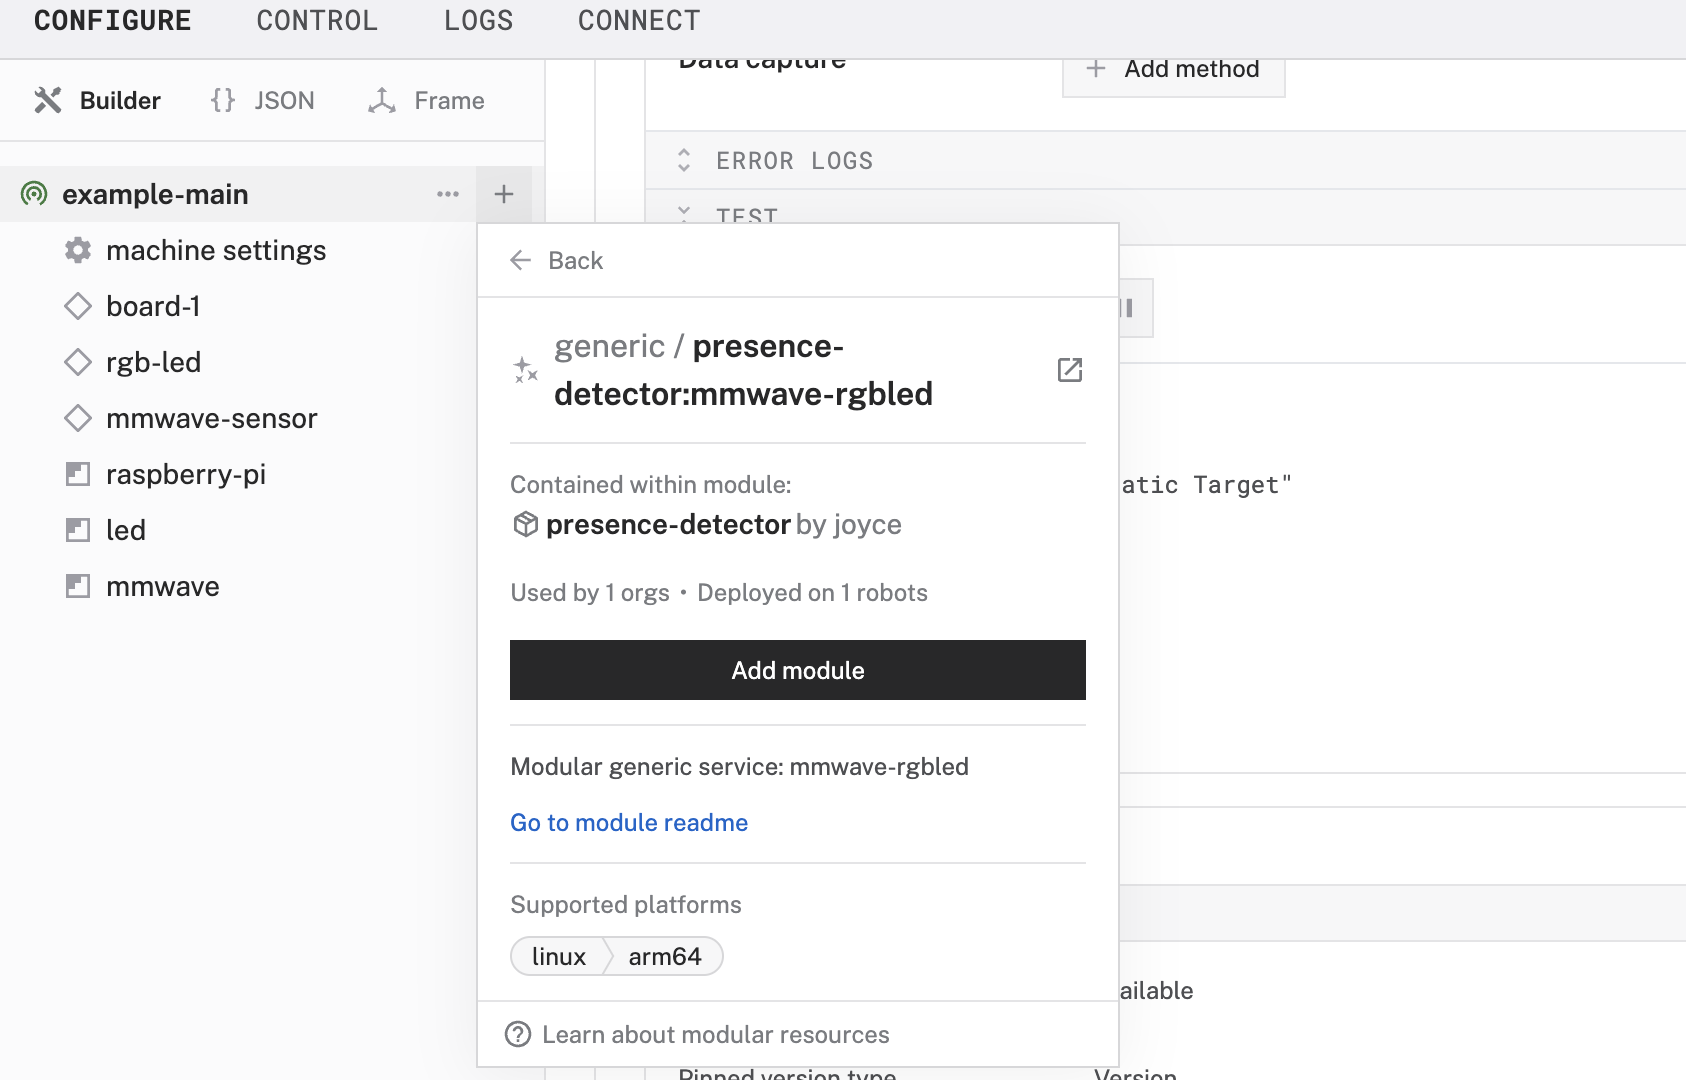 CONFIGURE CONTROL LOGS CONNECT
Builder {} JSON Frame
Data capture + Add method
ERROR LOGS
TEST
example-main ... +
machine settings
board-1
rgb-led
mmwave-sensor
raspberry-pi
led
mmwave
Back
generic / presence-
detector:mmwave-rgbled
Contained within module:
presence-detector by joyce
Used by 1 orgs • Deployed on 1 robots
Add module
Modular generic service: mmwave-rgbled
Go to module readme
Supported platforms
linux arm64
Learn about modular resources
atic Target"
ailable
Pinned version type Version